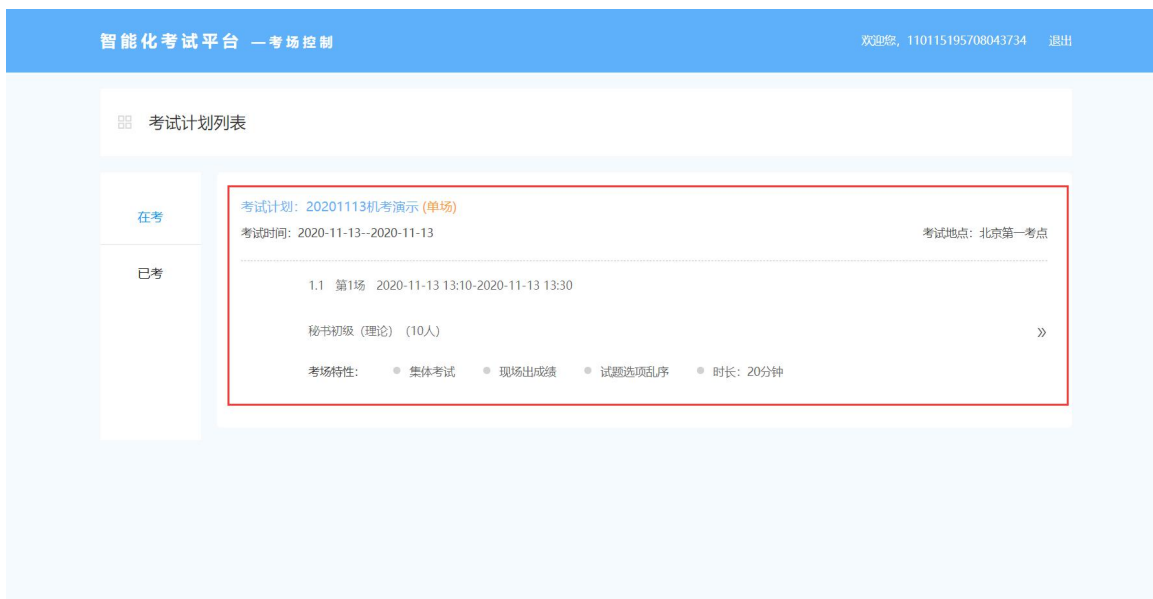 智能化考试平台 —考场控制
欢迎您，110115195708043734 退出
考试计划列表
在考
已考
考试计划：20201113机考演示 (单场)
考试时间：2020-11-13--2020-11-13
考试地点：北京第一考点
1.1 第1场 2020-11-13 13:10-2020-11-13 13:30
秘书初级（理论）（10人）
»
考场特性： 集体考试 现场出成绩 试题选项乱序 时长：20分钟